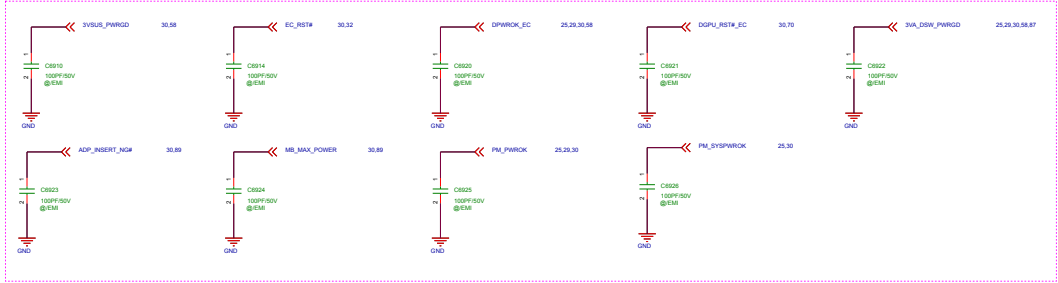 3VSUS_PWRGD 30,58
1
2
C6910
100PF/50V
@/EMI
GND
EC_RST# 30,32
1
2
C6914
100PF/50V
@/EMI
GND
DPWROK_EC 25,29,30,58
1
2
C6920
100PF/50V
@/EMI
GND
DGPU_RST#_EC 30,70
1
2
C6921
100PF/50V
@/EMI
GND
3VA_DSW_PWRGD 25,29,30,58,87
1
2
C6922
100PF/50V
@/EMI
GND
ADP_INSERT_NG# 30,89
1
2
C6923
100PF/50V
@/EMI
GND
MB_MAX_POWER 30,89
1
2
C6924
100PF/50V
@/EMI
GND
PM_PWROK 25,29,30
1
2
C6925
100PF/50V
@/EMI
GND
PM_SYSPWROK 25,30
1
2
C6926
100PF/50V
@/EMI
GND